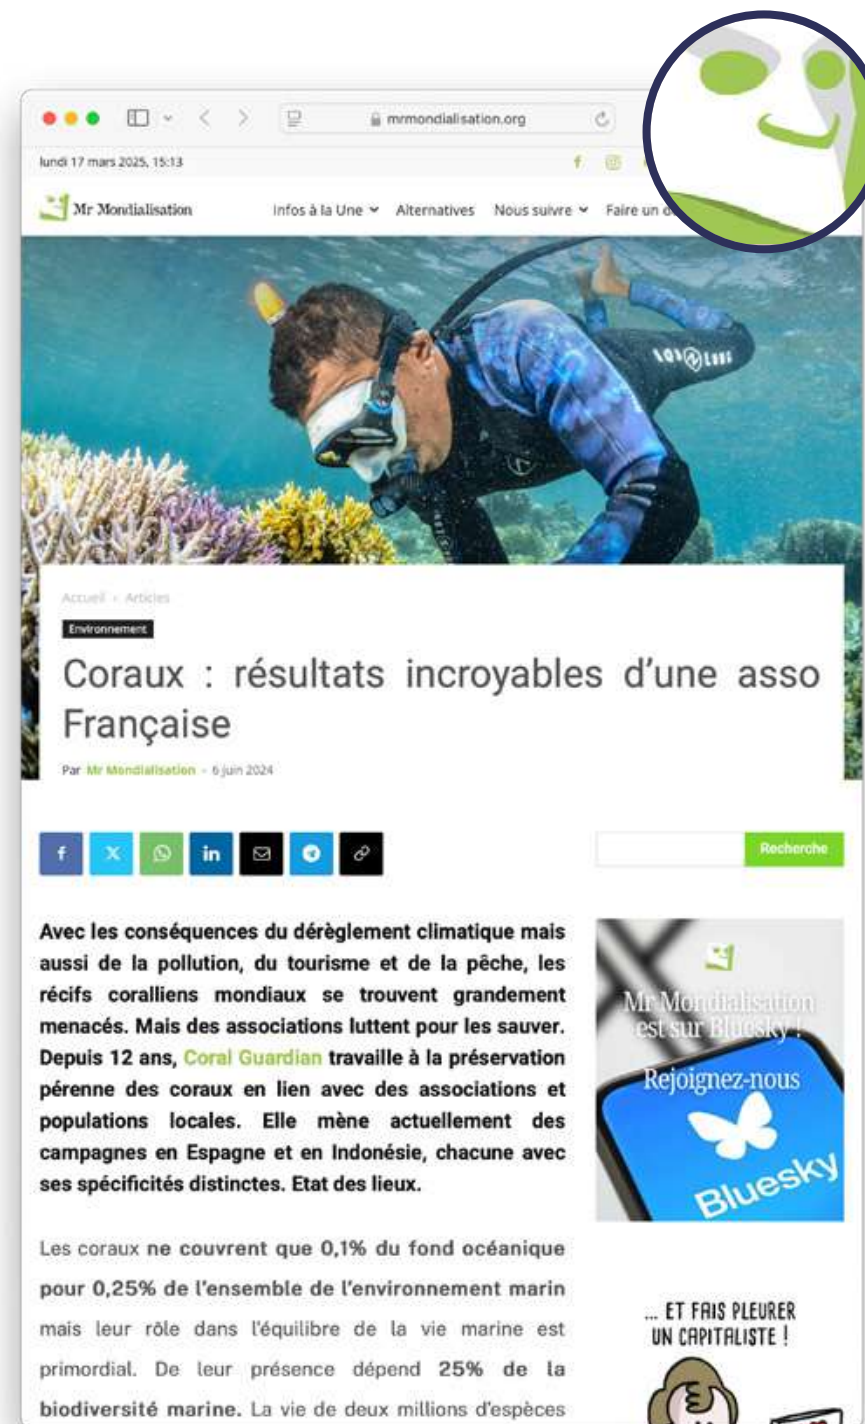 mrmondialisation.org
lundi 17 mars 2025, 15:13
Mr Mondialisation
Infos à la Une
Alternatives
Nous suivre
Faire un
AQUALUNG
Accueil › Articles
Environnement
Coraux : résultats incroyables d'une asso
Française
Par Mr Mondialisation - 6 juin 2024
Recherche
Avec les conséquences du dérèglement climatique mais
aussi de la pollution, du tourisme et de la pêche, les
récifs coralliens mondiaux se trouvent grandement
menacés. Mais des associations luttent pour les sauver.
Depuis 12 ans, Coral Guardian travaille à la préservation
pérenne des coraux en lien avec des associations et
populations locales. Elle mène actuellement des
campagnes en Espagne et en Indonésie, chacune avec
ses spécificités distinctes. Etat des lieux.
Les coraux ne couvrent que 0,1% du fond océanique
pour 0,25% de l'ensemble de l'environnement marin
mais leur rôle dans l'équilibre de la vie marine est
primordial. De leur présence dépend 25% de la
biodiversité marine. La vie de deux millions d'espèces
Mr Mondialisation
est sur Bluesky !
Rejoignez-nous
Bluesky
... ET FAIS PLEURER
UN CAPITALISTE !